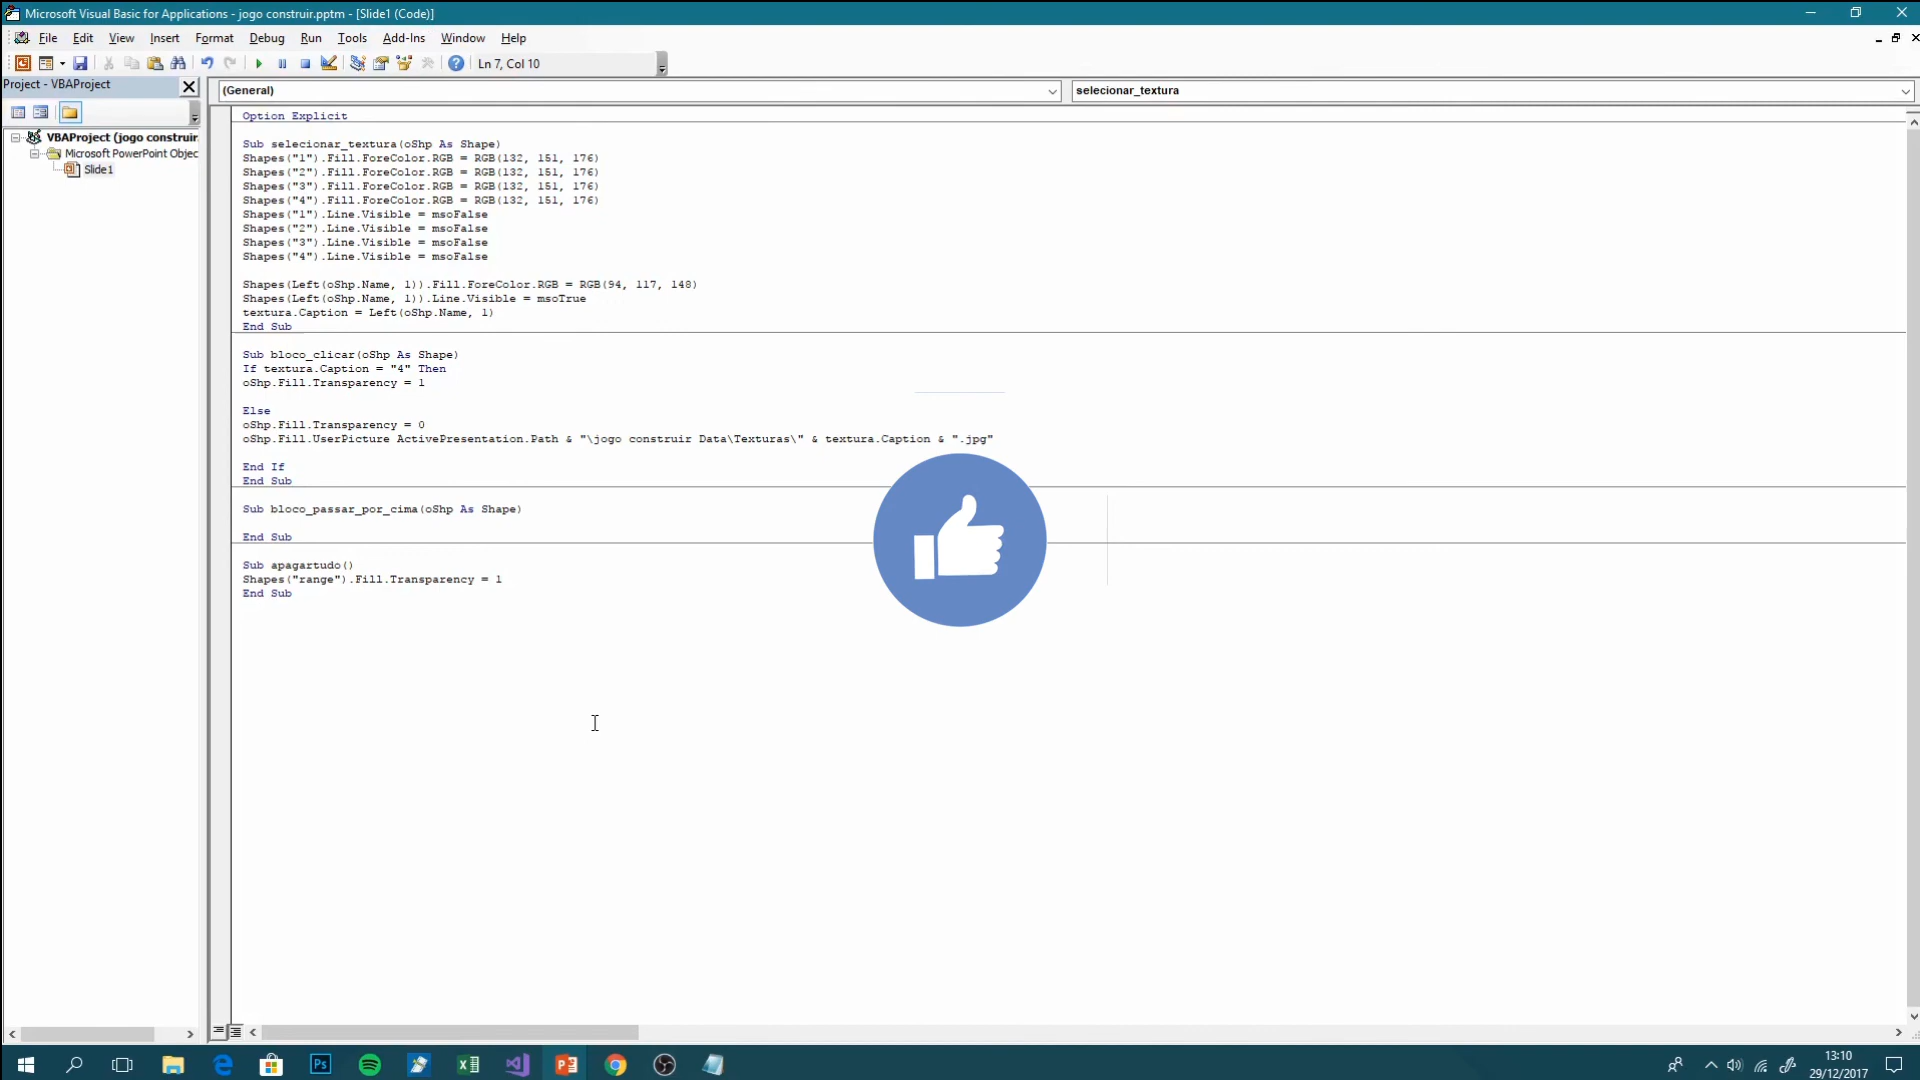 Microsoft Visual Basic for Applications - jogo construir.pptm - [Slide1 (Code)]
File Edit View Insert Format Debug Run Tools Add-Ins Window Help
Ln 7, Col 10
Project - VBAProject
(General)
selecionar_textura
VBAProject (jogo construir.
Microsoft PowerPoint Objec
Slide1
Option Explicit
Sub selecionar_textura(oShp As Shape)
Shapes("1").Fill.ForeColor.RGB = RGB(132, 151, 176)
Shapes("2").Fill.ForeColor.RGB = RGB(132, 151, 176)
Shapes("3").Fill.ForeColor.RGB = RGB(132, 151, 176)
Shapes("4").Fill.ForeColor.RGB = RGB(132, 151, 176)
Shapes("1").Line.Visible = msoFalse
Shapes("2").Line.Visible = msoFalse
Shapes("3").Line.Visible = msoFalse
Shapes("4").Line.Visible = msoFalse
Shapes(Left(oShp.Name, 1)).Fill.ForeColor.RGB = RGB(94, 117, 148)
Shapes(Left(oShp.Name, 1)).Line.Visible = msoTrue
textura.Caption = Left(oShp.Name, 1)
End Sub
Sub bloco_clicar(oShp As Shape)
If textura.Caption = "4" Then
oShp.Fill.Transparency = 1
Else
oShp.Fill.Transparency = 0
oShp.Fill.UserPicture ActivePresentation.Path & "\jogo construir Data\Texturas\" & textura.Caption & ".jpg"
End If
End Sub
Sub bloco_passar_por_cima(oShp As Shape)
End Sub
Sub apagartudo()
Shapes("range").Fill.Transparency = 1
End Sub
Ps
13:10
29/12/2017